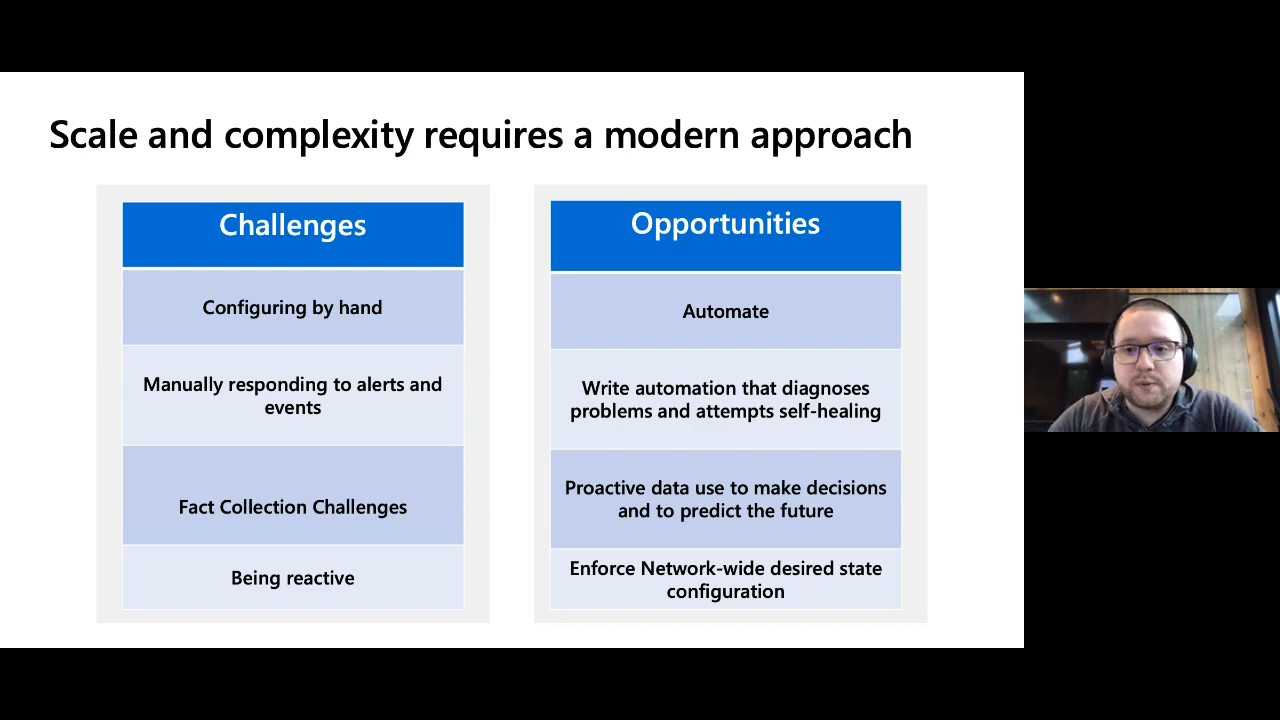 Scale and complexity requires a modern approach
Challenges
Configuring by hand
Manually responding to alerts and
events
Fact Collection Challenges
Being reactive
Opportunities
Automate
Write automation that diagnoses
problems and attempts self-healing
Proactive data use to make decisions
and to predict the future
Enforce Network-wide desired state
configuration